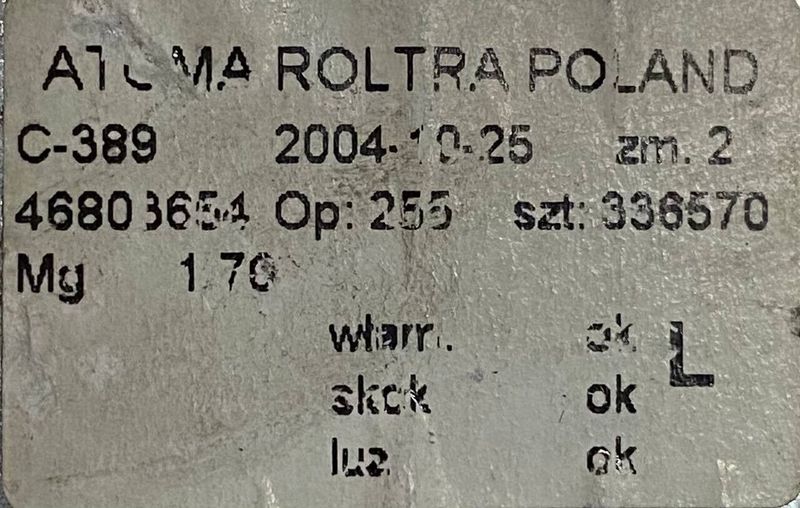 ATOMA ROLTRA POLAND
C-389 2004-10-25 zm. 2
46803654 Op: 255 szt: 336570
Mg 1.70
włam. ok L
skok ok
luz ok